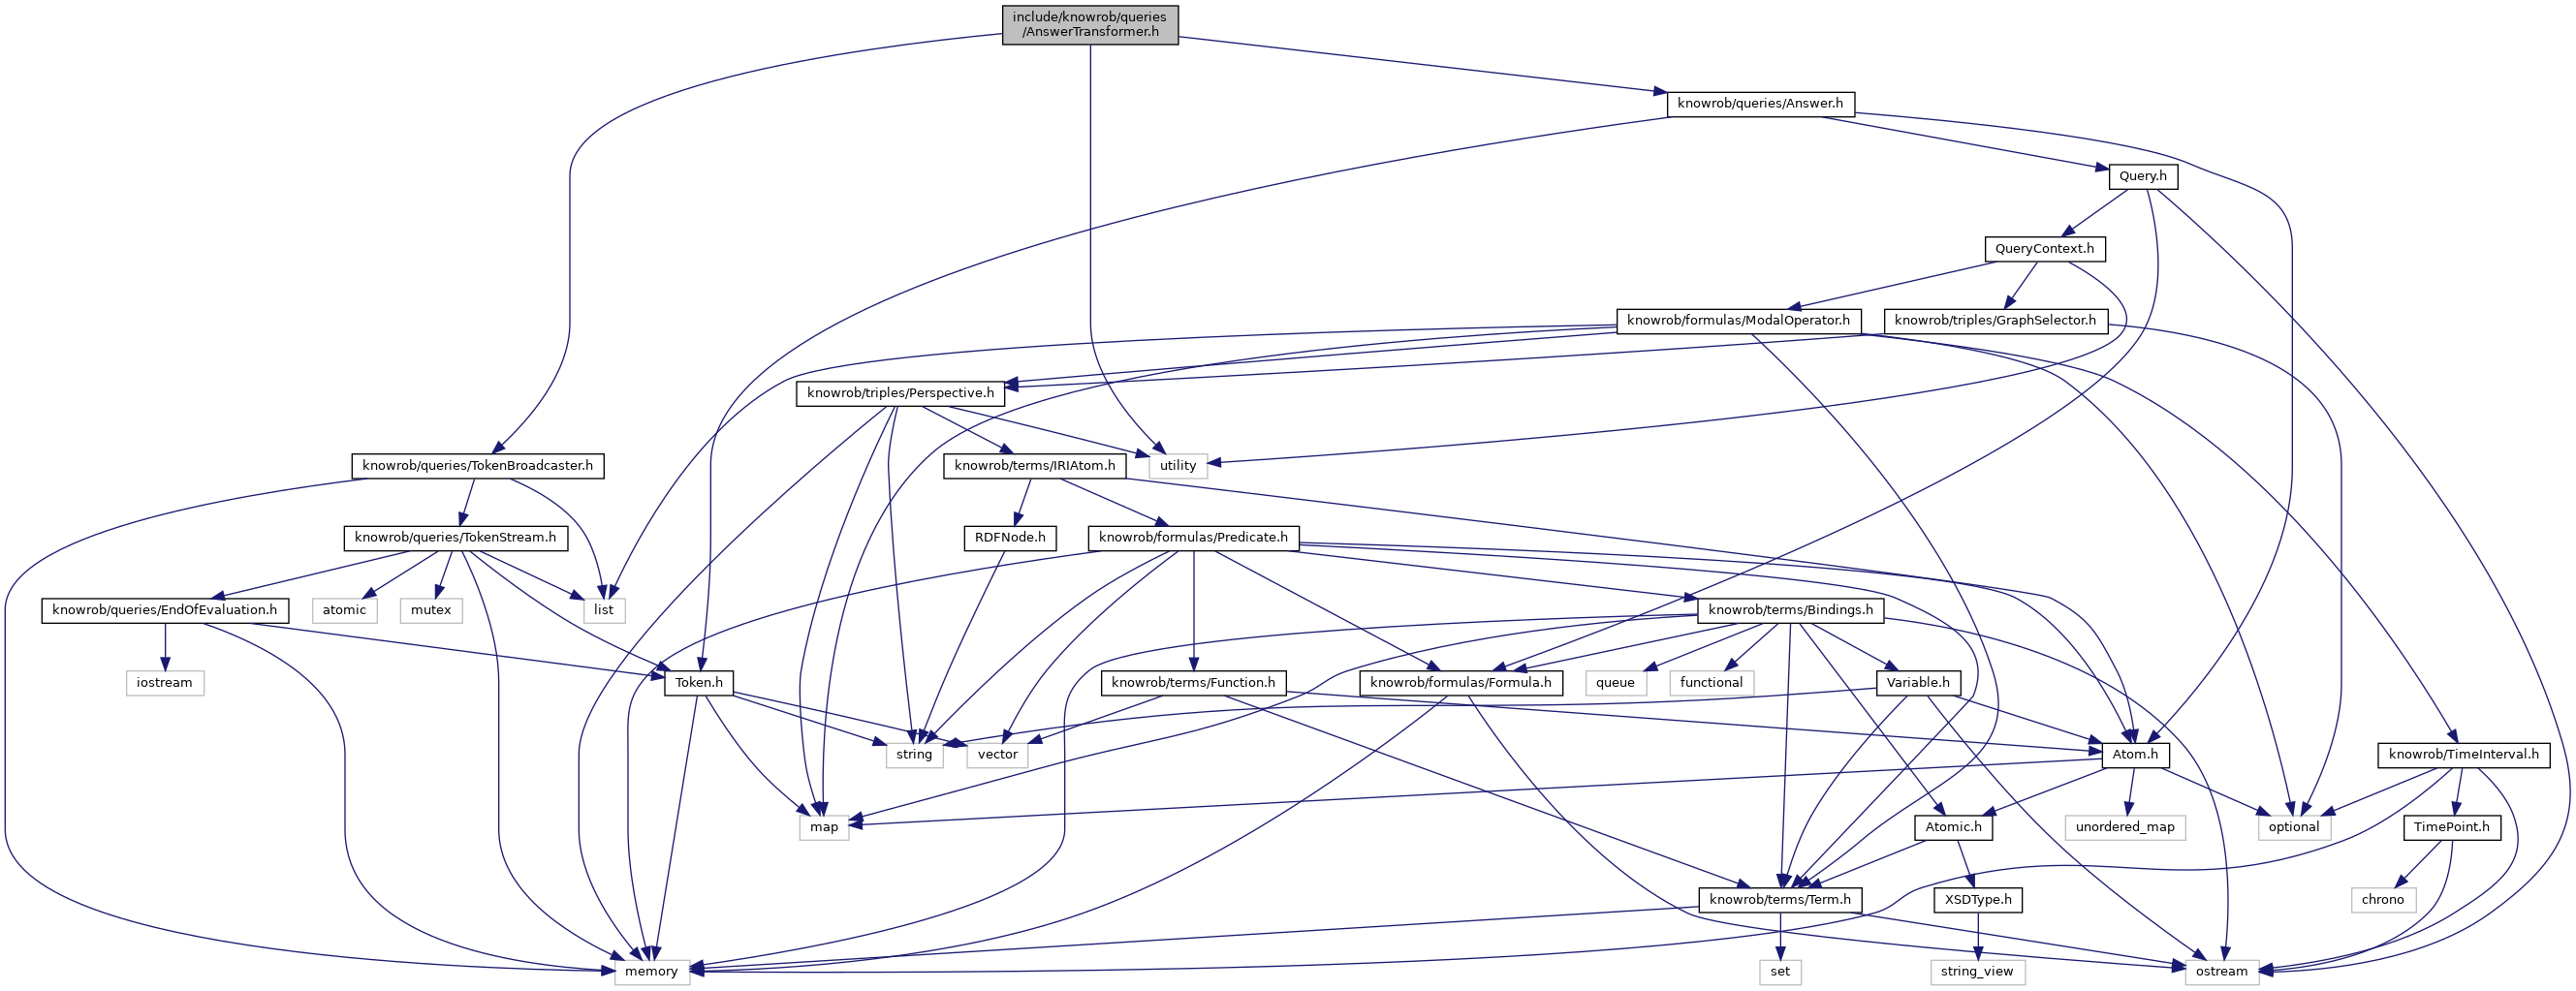 include/knowrob/queries
/AnswerTransformer.h
knowrob/queries/Answer.h
Query.h
QueryContext.h
knowrob/formulas/ModalOperator.h
knowrob/triples/GraphSelector.h
knowrob/triples/Perspective.h
knowrob/queries/TokenBroadcaster.h
knowrob/terms/IRIAtom.h
utility
knowrob/queries/TokenStream.h
RDFNode.h
knowrob/formulas/Predicate.h
knowrob/queries/EndOfEvaluation.h
atomic
mutex
list
knowrob/terms/Bindings.h
iostream
Token.h
knowrob/terms/Function.h
knowrob/formulas/Formula.h
queue
functional
Variable.h
string
vector
Atom.h
knowrob/TimeInterval.h
map
Atomic.h
unordered_map
optional
TimePoint.h
knowrob/terms/Term.h
XSDType.h
chrono
memory
set
string_view
ostream